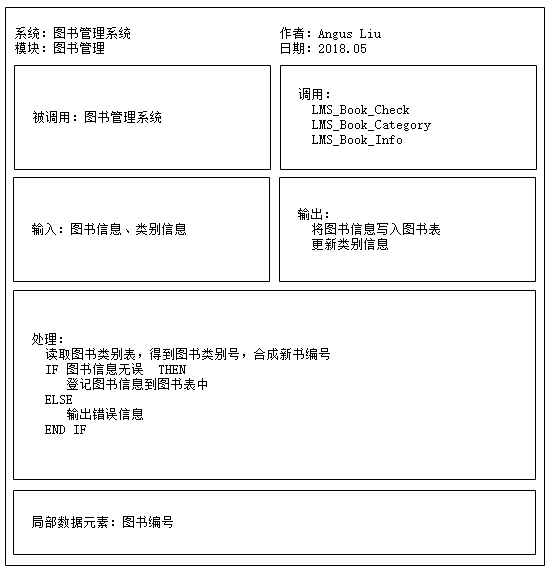 系统：图书管理系统
作者：Angus Liu
模块：图书管理
日期：2018.05
被调用：图书管理系统
调用：
LMS_Book_Check
LMS_Book_Category
LMS_Book_Info
输入：图书信息、类别信息
输出：
将图书信息写入图书表
更新类别信息
处理：
读取图书类别表，得到图书类别号，合成新书编号
IF 图书信息无误  THEN
登记图书信息到图书表中
ELSE
输出错误信息
END IF
局部数据元素：图书编号